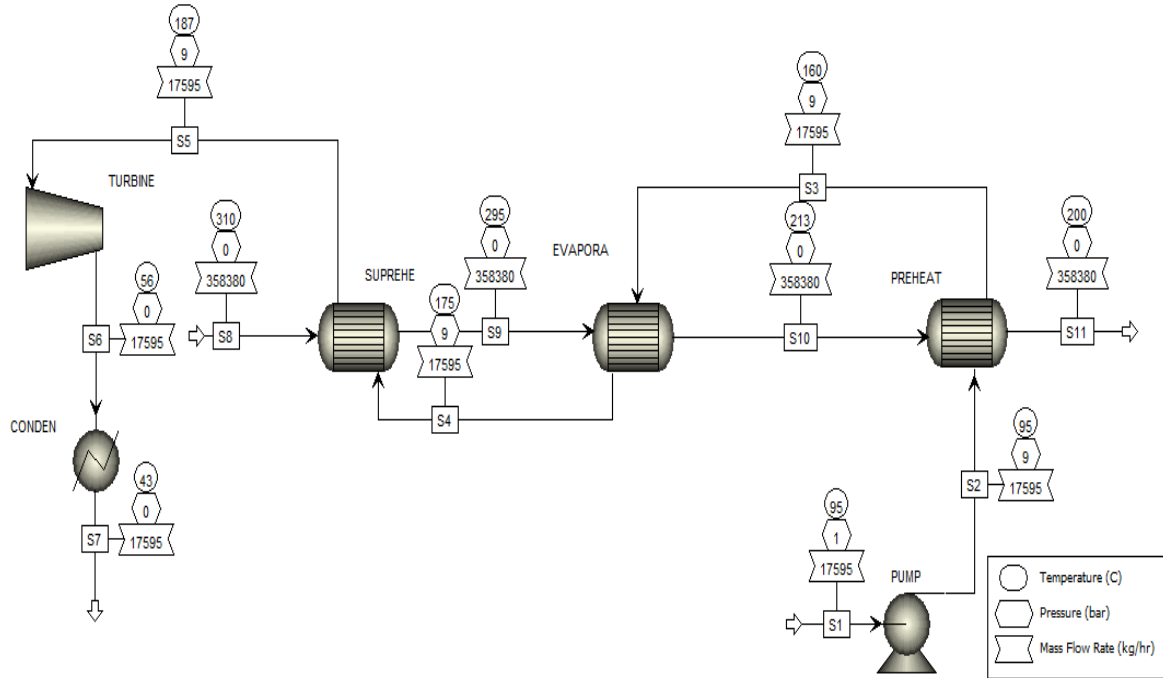 187
9
17595
S5
TURBINE
160
9
17595
S3
310
0
358380
S8
SUPREHE
295
0
358380
S9
EVAPORA
213
0
358380
S10
PREHEAT
200
0
358380
S11
56
0
17595
S6
175
9
17595
S4
CONDEN
43
0
17595
S7
95
9
17595
S2
95
1
17595
S1
PUMP
Temperature (C)
Pressure (bar)
Mass Flow Rate (kg/hr)